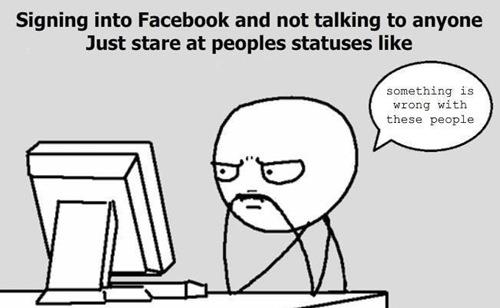 Signing into Facebook and not talking to anyone
Just stare at peoples statuses like
something is
wrong with
these people